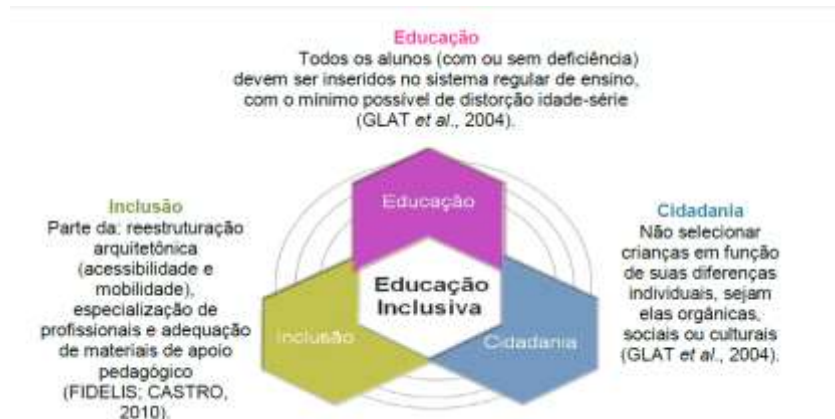 Educação
Todos os alunos (com ou sem deficiência)
devem ser inseridos no sistema regular de ensino,
com o mínimo possível de distorção idade-série
(GLAT et al., 2004).
Inclusão
Parte da: reestruturação
arquitetônica
(acessibilidade e
mobilidade),
especialização de
profissionais e adequação
de materiais de apoio
pedagógico
(FIDELIS; CASTRO,
2010).
Educação
Educação
Inclusiva
Inclusão
Cidadania
Cidadania
Não selecionar
crianças em função
de suas diferenças
individuais, sejam
elas orgânicas,
sociais ou culturais
(GLAT et al., 2004).